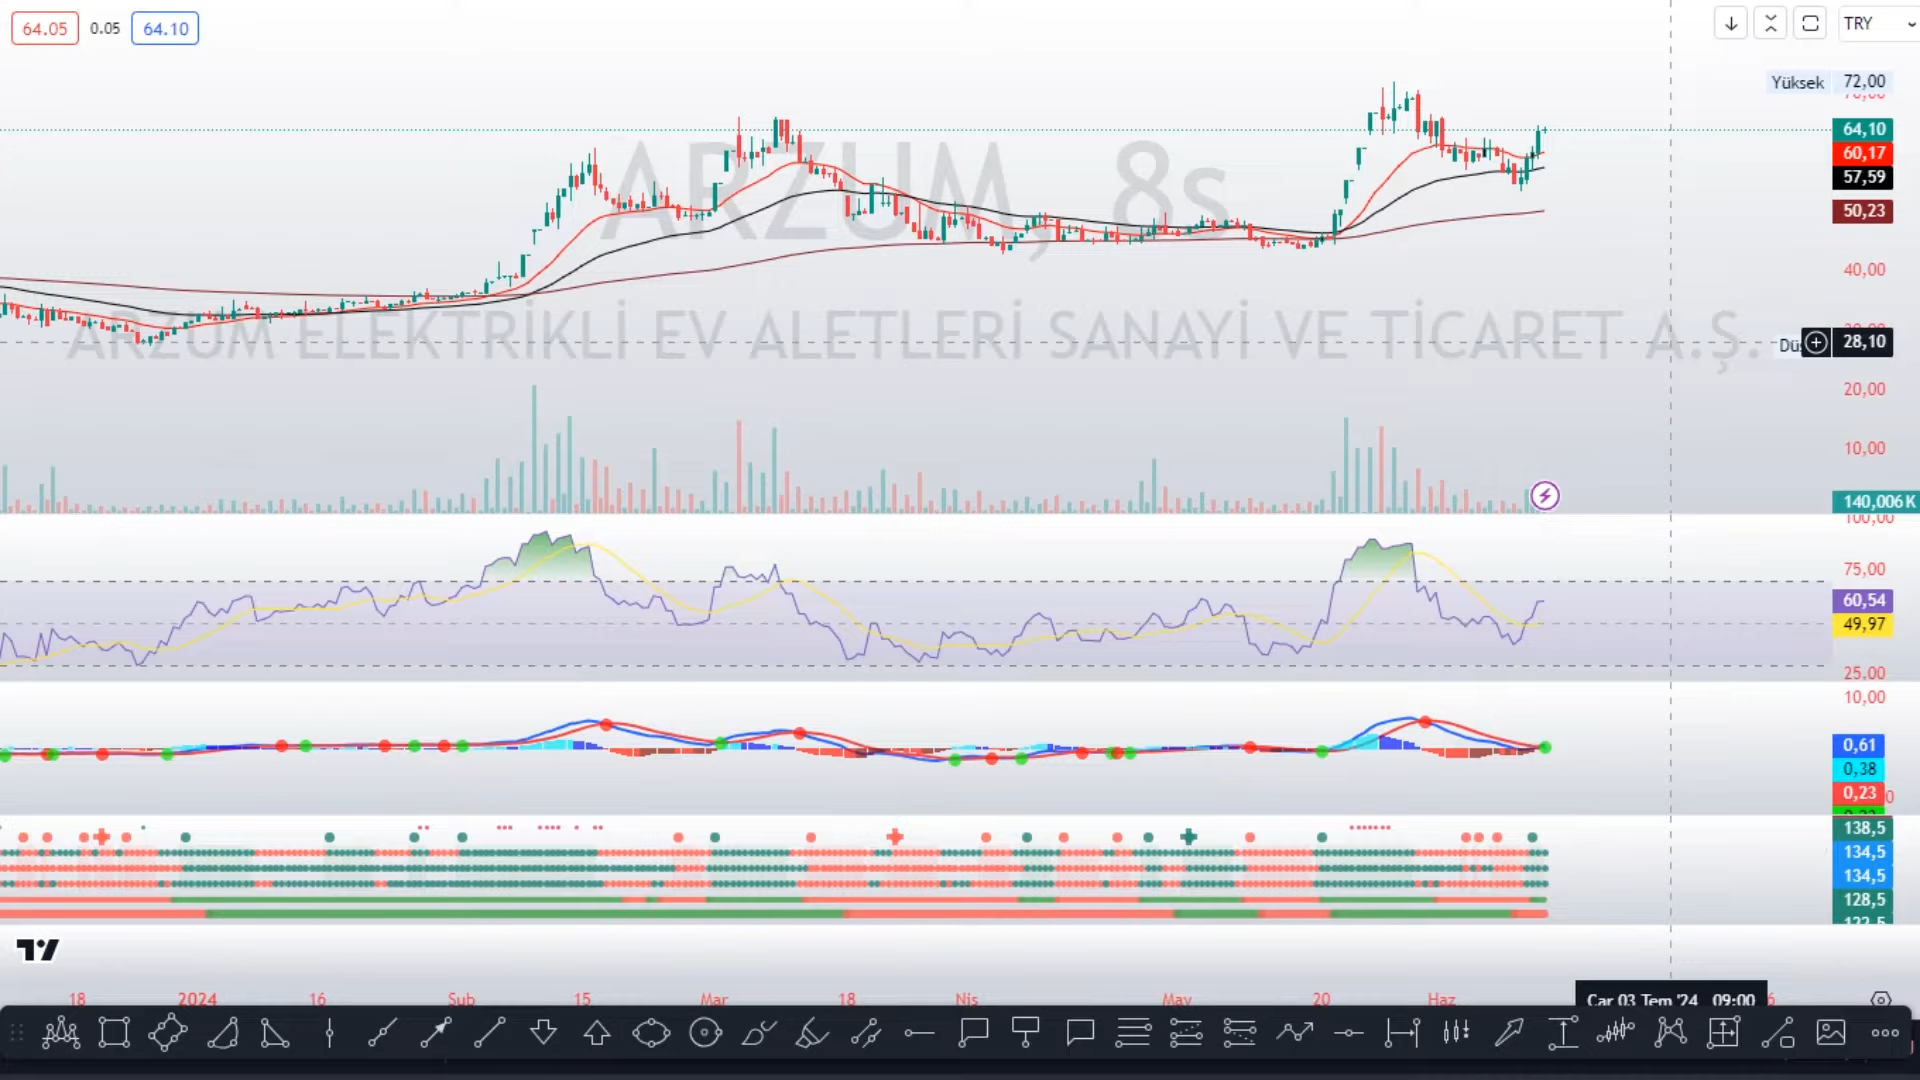 64.05 0.05 64.10
TRY
Yüksek 72,00
64,10
60,17
57,59
50,23
40,00
ARZUM, 8s
ARZUM ELEKTRİKLİ EV ALETLERİ SANAYİ VE TİCARET A.Ş.
28,10
20,00
10,00
140,006 K
100,00
75,00
60,54
49,97
25,00
10,00
0,61
0,38
0,23
138,5
134,5
134,5
128,5
122,5
18 2024 16 Şub 15 Mar 18 Nis May 20 Haz
Çar 03 Tem '24 09:00